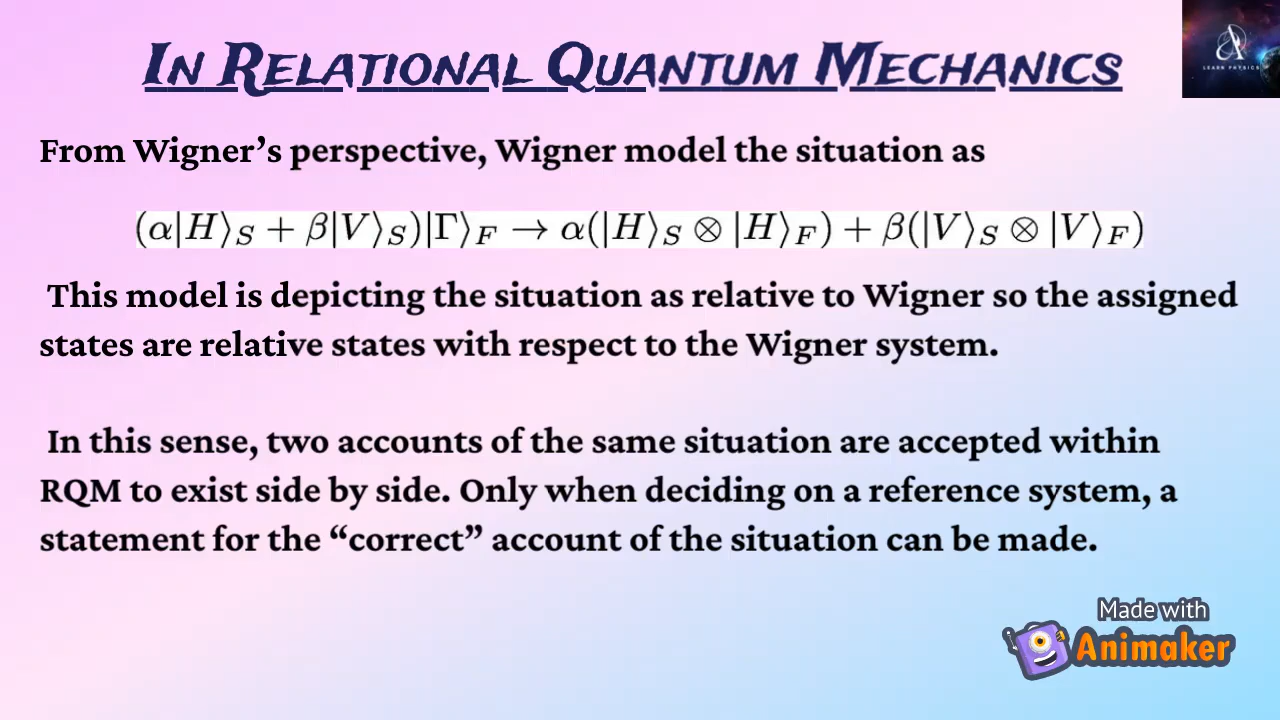 In Relational Quantum Mechanics
LEARN PHYSICS
From Wigner’s perspective, Wigner model the situation as
(α|H⟩_S + β|V⟩_S)|Γ⟩_F → α(|H⟩_S ⊗ |H⟩_F) + β(|V⟩_S ⊗ |V⟩_F)
This model is depicting the situation as relative to Wigner so the assigned
states are relative states with respect to the Wigner system.
In this sense, two accounts of the same situation are accepted within
RQM to exist side by side. Only when deciding on a reference system, a
statement for the “correct” account of the situation can be made.
Made with
Animaker